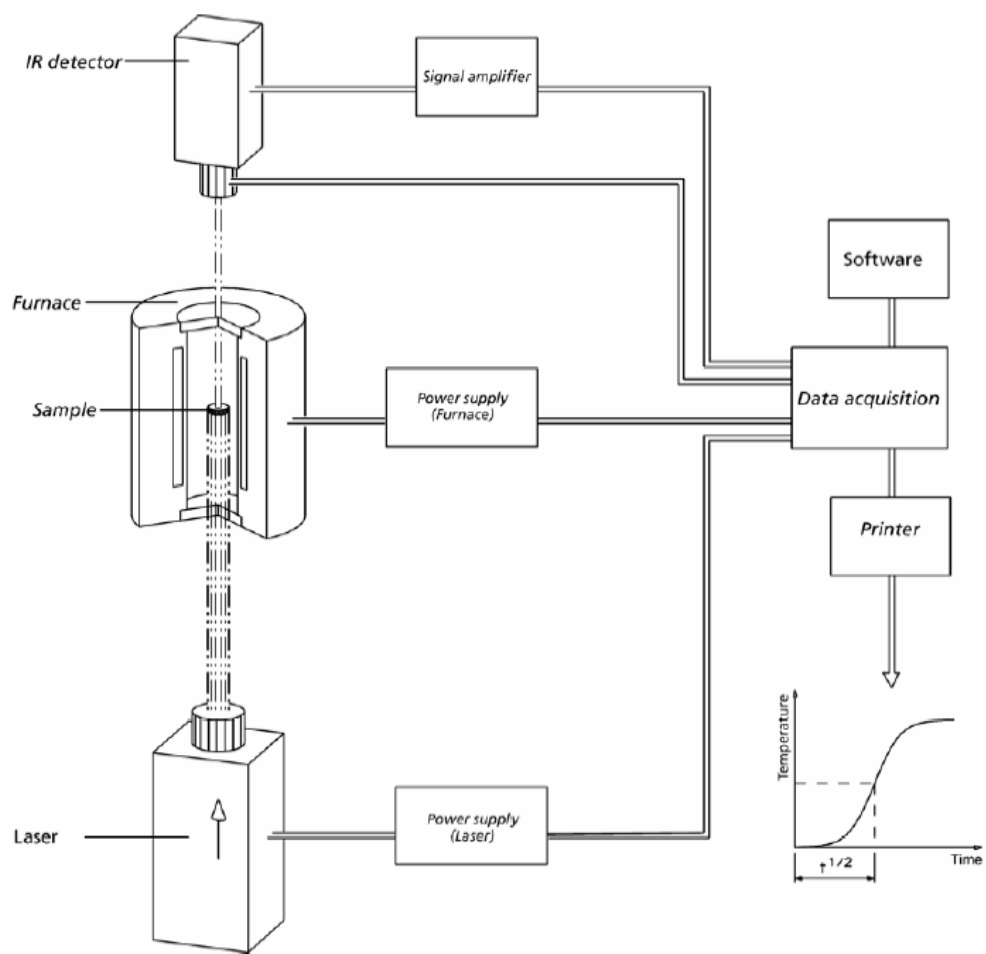 IR detector
Signal amplifier
Software
Furnace
Sample
Power supply
(Furnace)
Data acquisition
Printer
Laser
Power supply
(Laser)
Temperature
Time
t 1/2